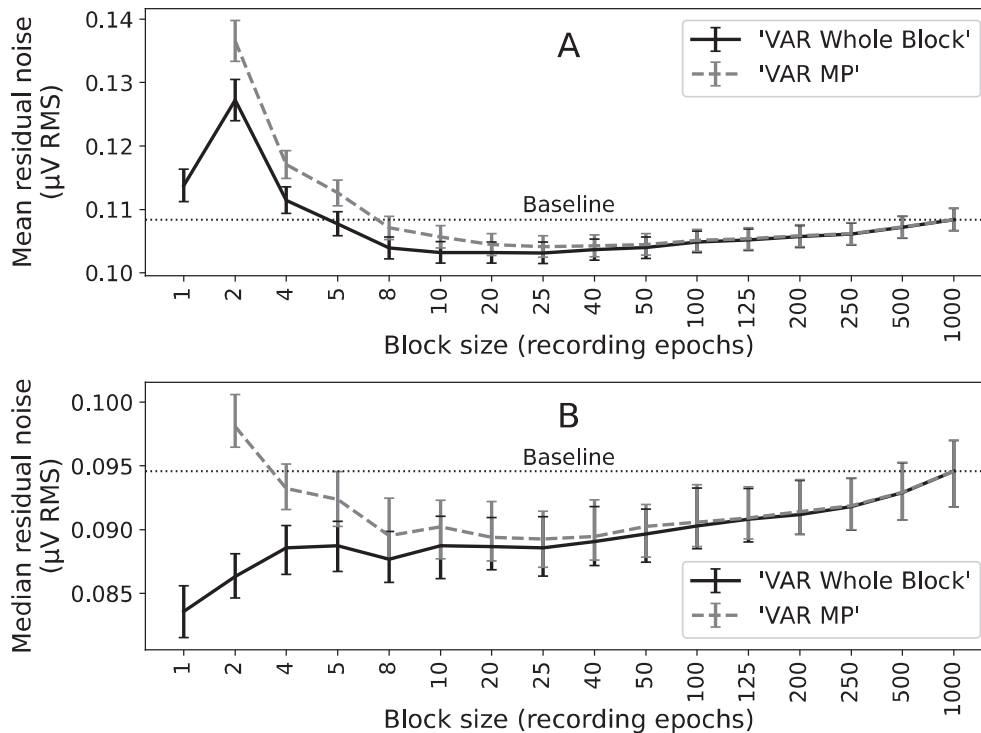 0.14
0.13
0.12
0.11
0.10
Mean residual noise
(µV RMS)
A
'VAR Whole Block'
'VAR MP'
Baseline
1 2 4 5 8 10 20 25 40 50 100 125 200 250 500 1000
Block size (recording epochs)
0.100
0.095
0.090
0.085
Median residual noise
(µV RMS)
B
Baseline
'VAR Whole Block'
'VAR MP'
1 2 4 5 8 10 20 25 40 50 100 125 200 250 500 1000
Block size (recording epochs)